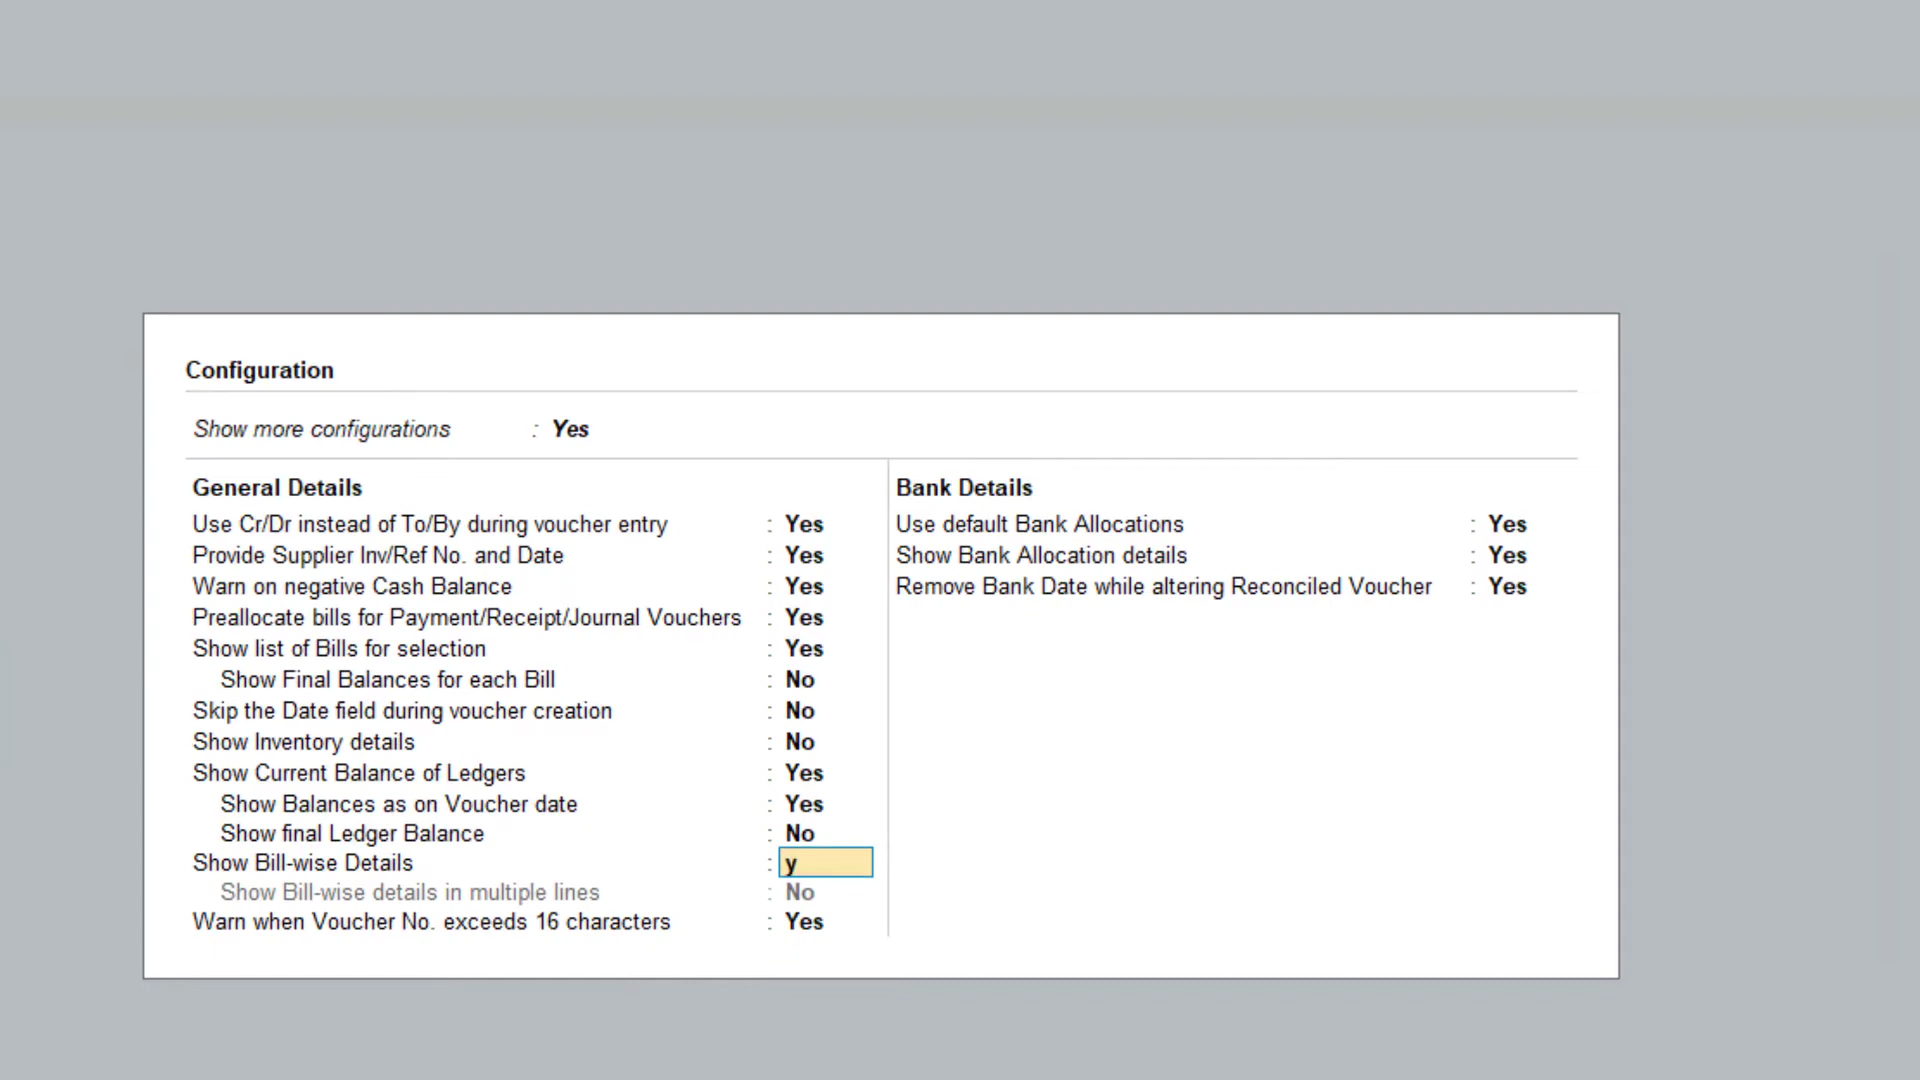 Configuration
Show more configurations : Yes
General Details
Use Cr/Dr instead of To/By during voucher entry : Yes
Provide Supplier Inv/Ref No. and Date : Yes
Warn on negative Cash Balance : Yes
Preallocate bills for Payment/Receipt/Journal Vouchers : Yes
Show list of Bills for selection : Yes
Show Final Balances for each Bill : No
Skip the Date field during voucher creation : No
Show Inventory details : No
Show Current Balance of Ledgers : Yes
Show Balances as on Voucher date : Yes
Show final Ledger Balance : No
Show Bill-wise Details : y
Show Bill-wise details in multiple lines : No
Warn when Voucher No. exceeds 16 characters : Yes
Bank Details
Use default Bank Allocations : Yes
Show Bank Allocation details : Yes
Remove Bank Date while altering Reconciled Voucher : Yes